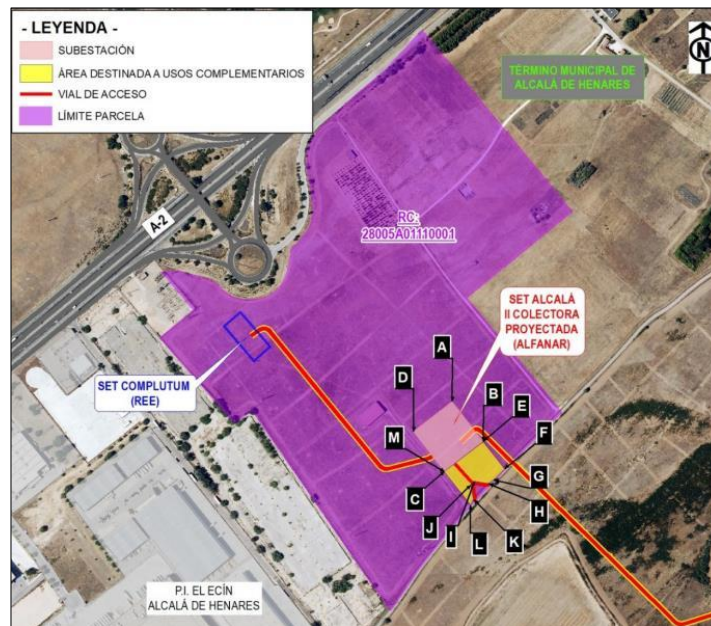 - LEYENDA -
SUBESTACIÓN
ÁREA DESTINADA A USOS COMPLEMENTARIOS
VIAL DE ACCESO
LÍMITE PARCELA
N
TÉRMINO MUNICIPAL DE
ALCALÁ DE HENARES
A-2
RC:
28005A01110001
SET ALCALÁ
II COLECTORA
PROYECTADA
(ALFANAR)
SET COMPLUTUM
(REE)
A
D
B
E
M
F
C
G
J
H
I
L
K
P.I. EL ECÍN
ALCALÁ DE HENARES